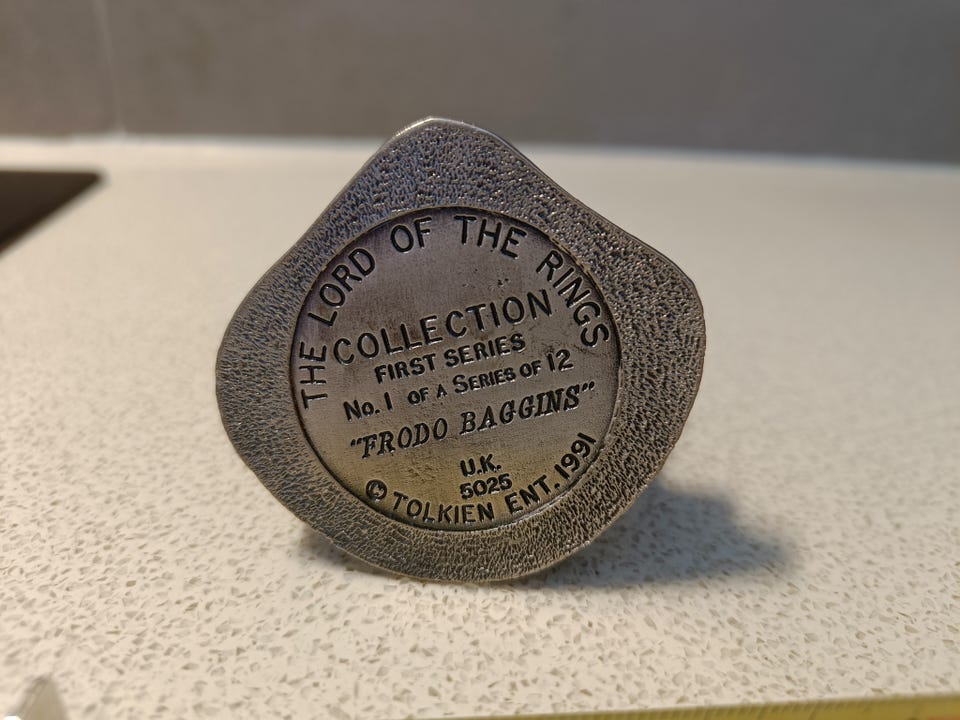 THE LORD OF THE RINGS
COLLECTION
FIRST SERIES
No. 1 OF A SERIES OF 12
"FRODO BAGGINS"
U.K.
5025
© TOLKIEN ENT. 1991